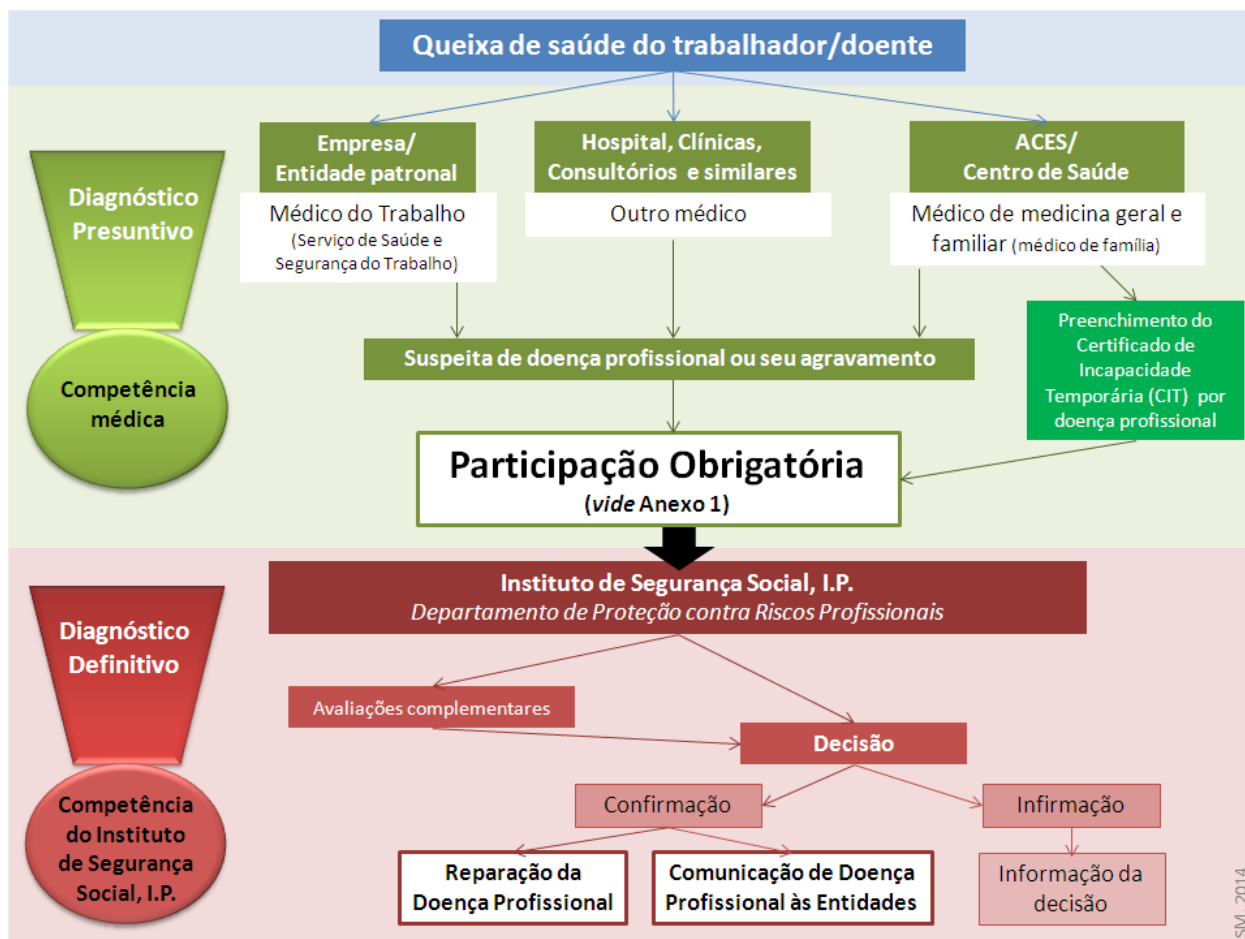 Queixa de saúde do trabalhador/doente
Diagnóstico
Presuntivo
Competência
médica
Empresa/
Entidade patronal
Médico do Trabalho
(Serviço de Saúde e
Segurança do Trabalho)
Hospital, Clínicas,
Consultórios e similares
Outro médico
ACES/
Centro de Saúde
Médico de medicina geral e
familiar (médico de família)
Suspeita de doença profissional ou seu agravamento
Preenchimento do
Certificado de
Incapacidade
Temporária (CIT) por
doença profissional
Participação Obrigatória
(vide Anexo 1)
Diagnóstico
Definitivo
Competência
do Instituto
de Segurança
Social, I.P.
Instituto de Segurança Social, I.P.
Departamento de Proteção contra Riscos Profissionais
Avaliações complementares
Decisão
Confirmação
Infirmação
Reparação da
Doença Profissional
Comunicação de Doença
Profissional às Entidades
Informação da
decisão
SM, 2014